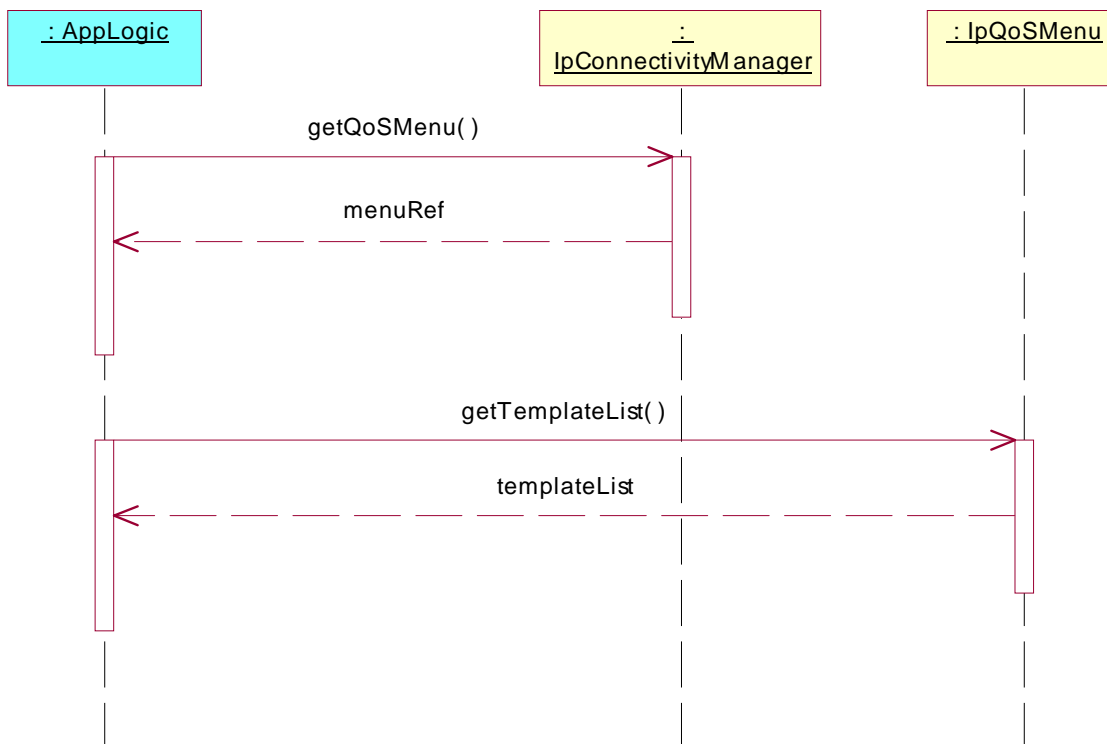 : AppLogic
:
IpConnectivityManager
: IpQoSMenu
getQoSMenu( )
menuRef
getTemplateList( )
templateList